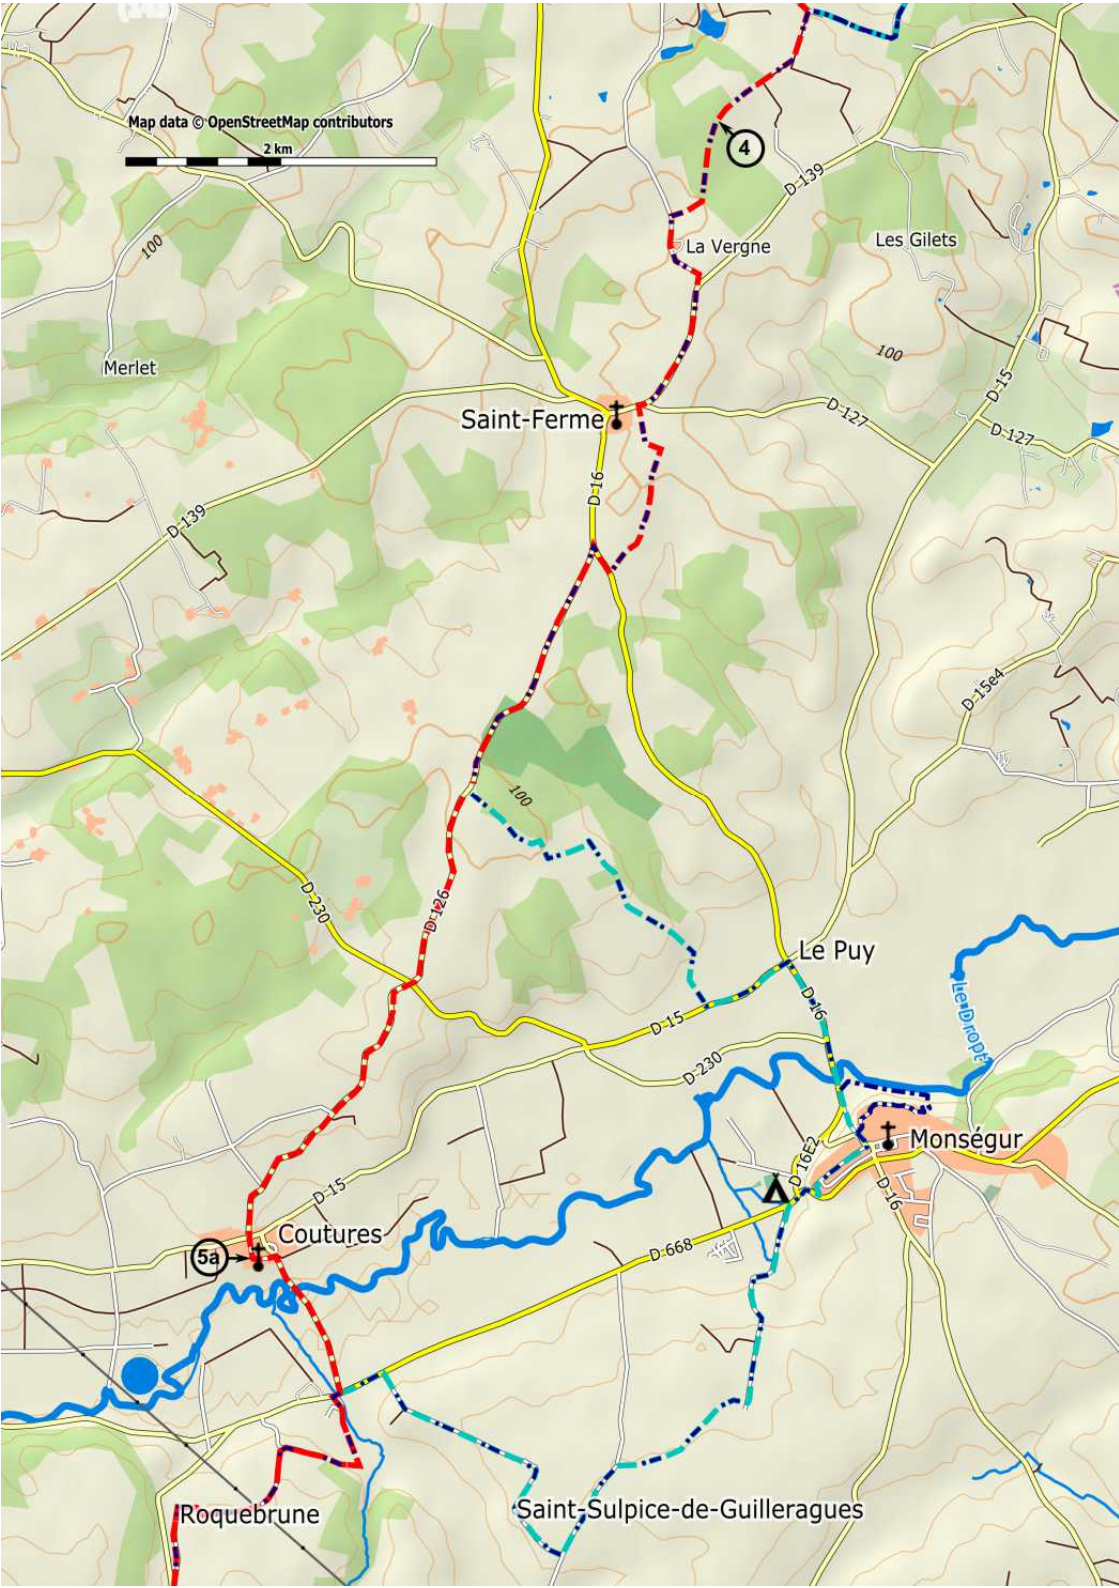 Map data © OpenStreetMap contributors
2 km
4
D 139
100
La Vergne
Les Gilets
100
Merlet
D-15
Saint-Ferme
D-127
D 127
D-16
D-139
D-15e4
100
D-126
D-230
Le Puy
D-16
Le Dropt
D 15
D-230
Monségur
D 16E2
D-16
D-15
Coutures
5a
D 668
Saint-Sulpice-de-Guilleragues
Roquebrune